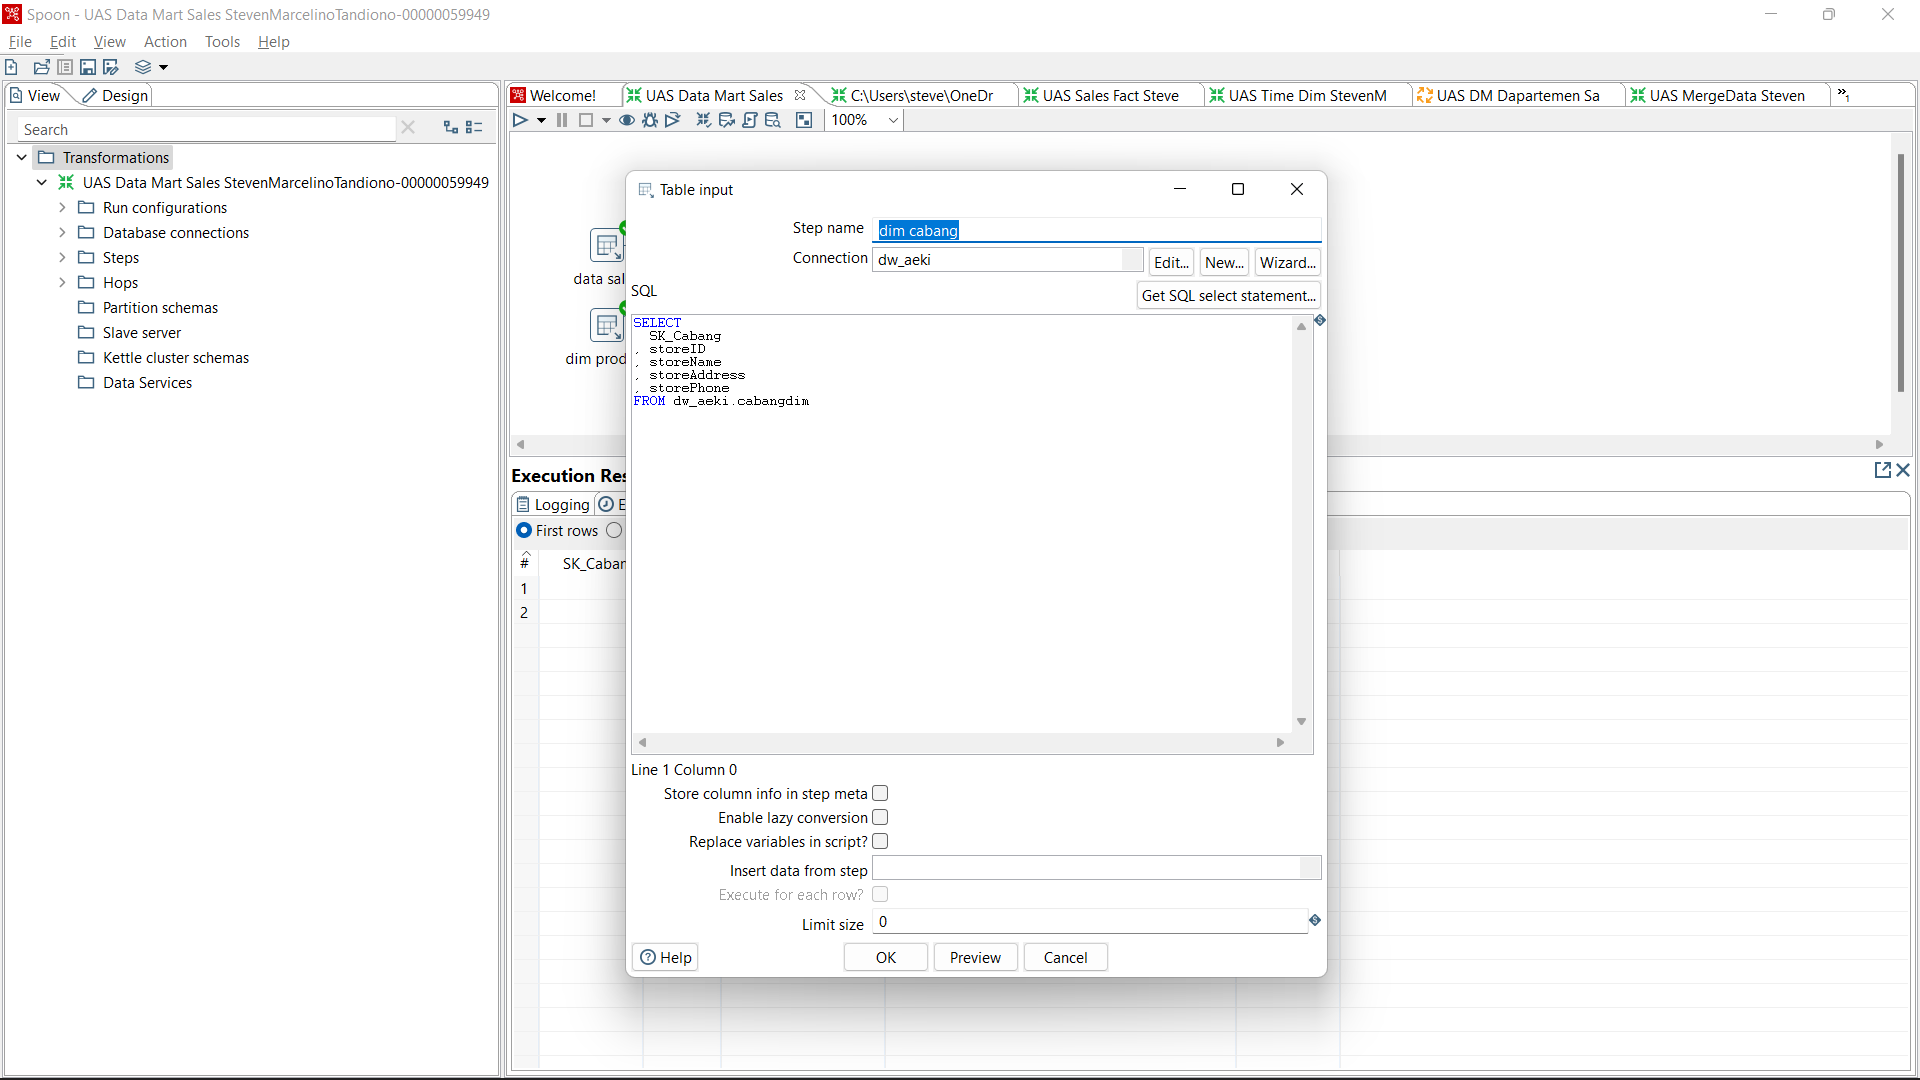 Spoon - UAS Data Mart Sales StevenMarcelinoTandiono-00000059949
File Edit View Action Tools Help
View Design
Welcome! UAS Data Mart Sales C:\Users\steve\OneDr UAS Sales Fact Steve UAS Time Dim StevenM UAS DM Dapartemen Sa UAS MergeData Steven »1
100%
Search
Transformations
UAS Data Mart Sales StevenMarcelinoTandiono-00000059949
Run configurations
Database connections
Steps
Hops
Partition schemas
Slave server
Kettle cluster schemas
Data Services
data sal
dim prod
Execution Res
Logging E
First rows
# SK_Caban
1
2
Table input
Step name dim cabang
Connection dw_aeki Edit... New... Wizard...
SQL Get SQL select statement...
SELECT
SK_Cabang
, storeID
, storeName
, storeAddress
, storePhone
FROM dw_aeki.cabangdim
Line 1 Column 0
Store column info in step meta
Enable lazy conversion
Replace variables in script?
Insert data from step
Execute for each row?
Limit size 0
Help OK Preview Cancel